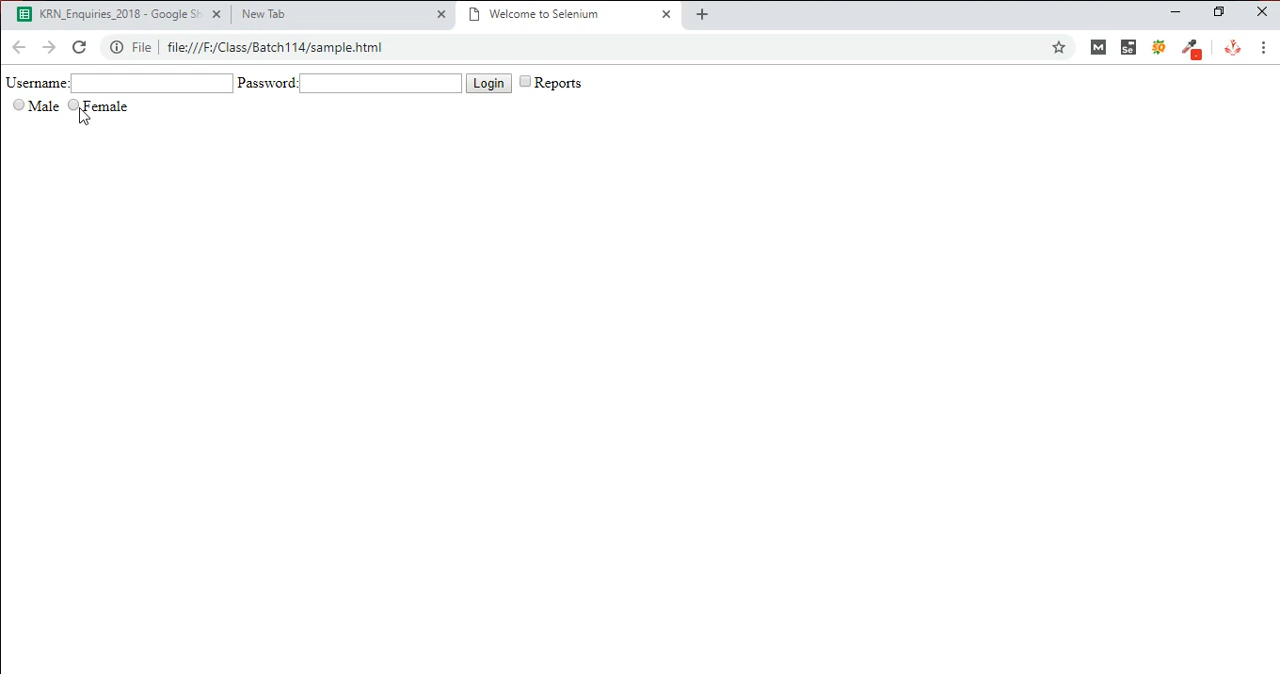 KRN_Enquiries_2018 - Google Sh
New Tab
Welcome to Selenium
File
file:///F:/Class/Batch114/sample.html
M
Se
Username: Password: Login Reports
Male Female